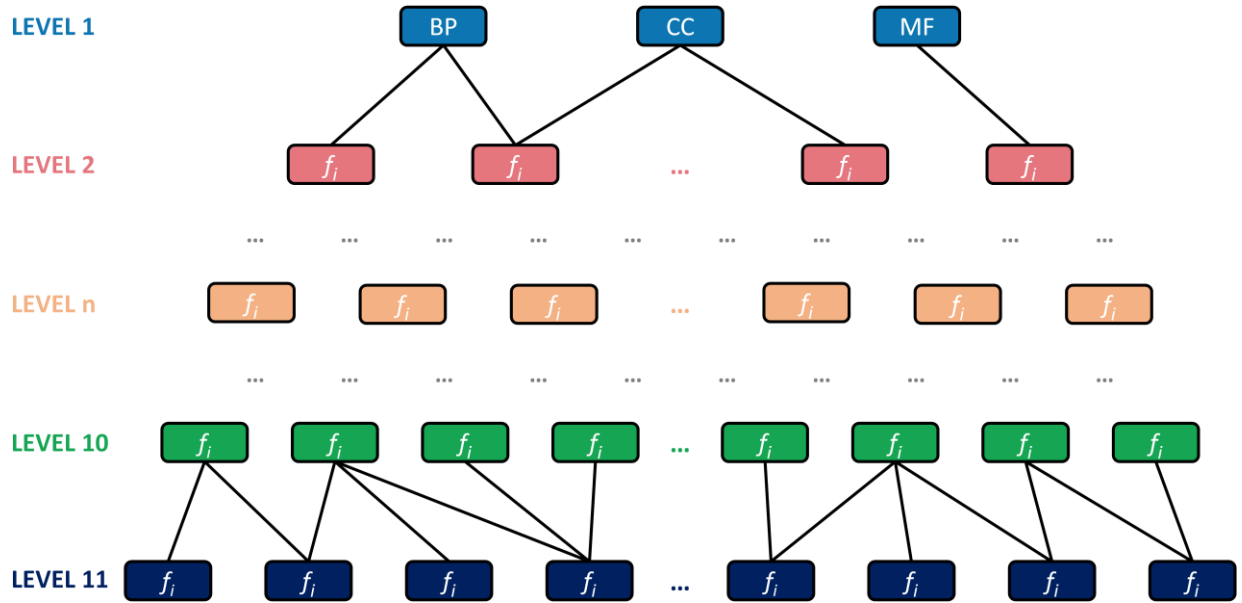 LEVEL 1 BP CC MF
LEVEL 2 fi fi ... fi fi
... ... ... ... ... ... ... ... ... ...
LEVEL n fi fi fi ... fi fi fi
... ... ... ... ... ... ... ... ... ...
LEVEL 10 fi fi fi fi ... fi fi fi fi
LEVEL 11 fi fi fi fi ... fi fi fi fi